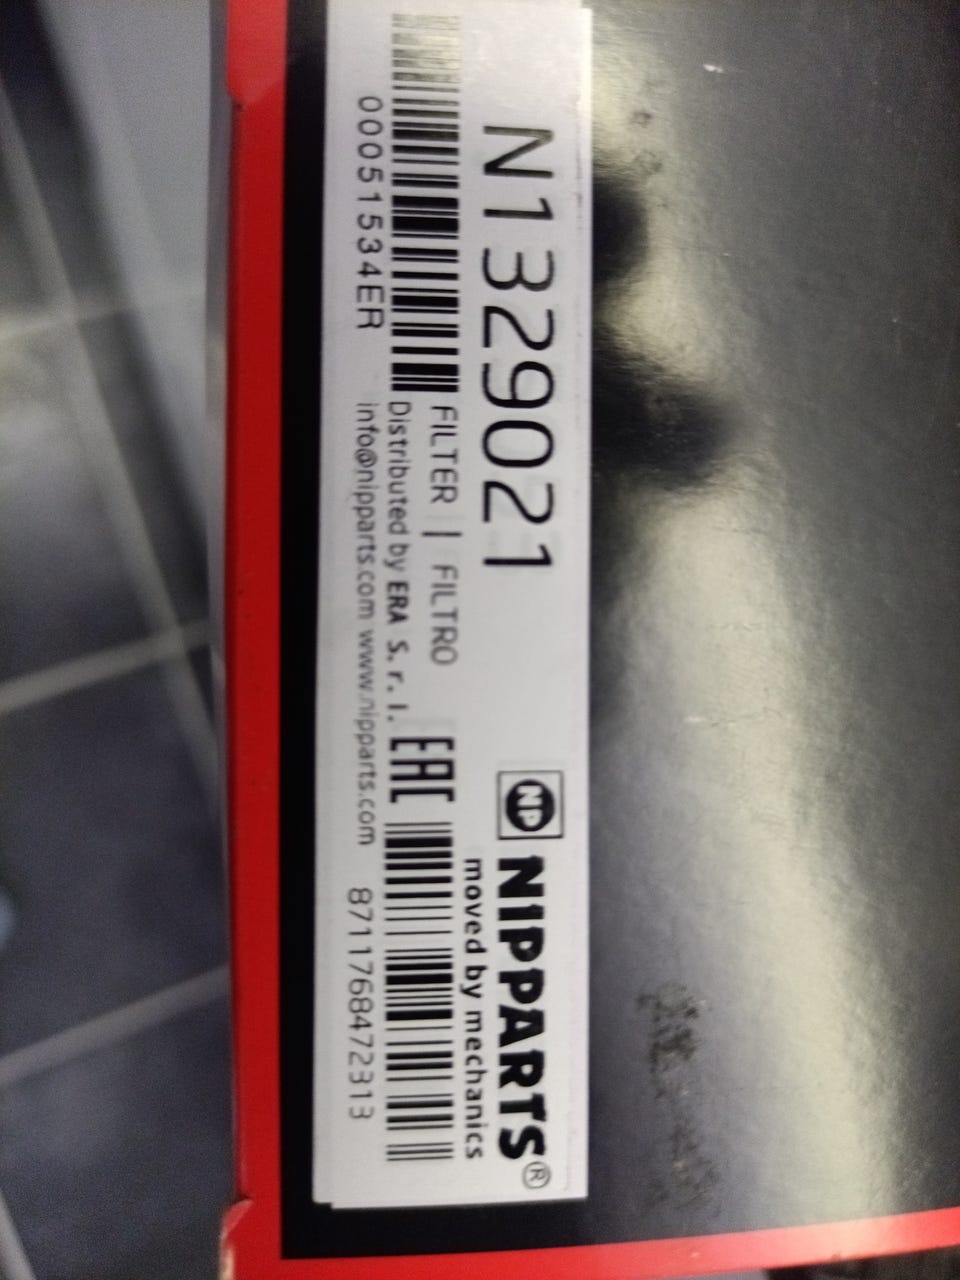 N1329021
NP NIPPARTS®
moved by mechanics
FILTER | FILTRO
Distributed by ERA S. r. l.
EAC
00051534ER
info@nipparts.com www.nipparts.com
8711768472313